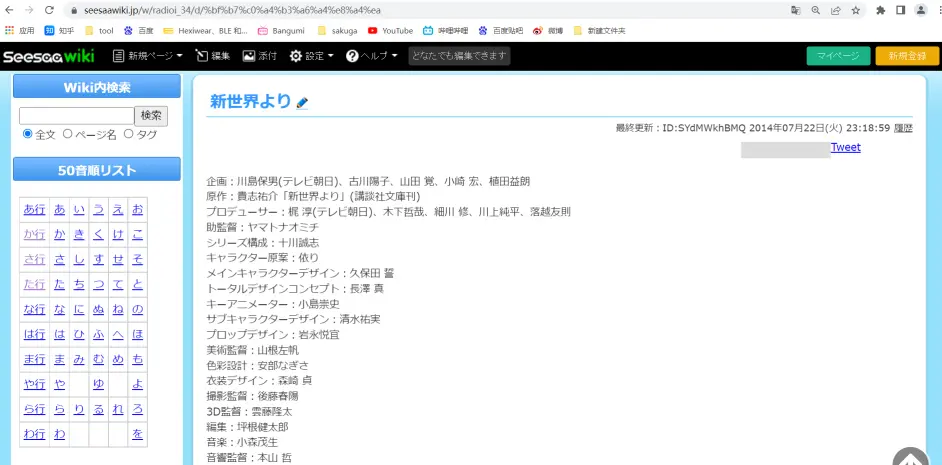 seesaawiki.jp/w/radioi_34/d/%bf%b7%c0%a4%b3%a6%a4%e8%a4%ea
应用 知乎 tool 百度 Hexiwear, BLE 和... Bangumi sakuga YouTube 哔哩哔哩 百度贴吧 微博 新建文件夹
Seesaa wiki 新規ページ 編集 添付 設定 ヘルプ どなたでも編集できます マイページ 新規登録
Wiki内検索
検索
全文 ページ名 タグ
50音順リスト
あ行 あ い う え お
か行 か き く け こ
さ行 さ し す せ そ
た行 た ち つ て と
な行 な に ぬ ね の
は行 は ひ ふ へ ほ
ま行 ま み む め も
や行 や ゆ よ
ら行 ら り る れ ろ
わ行 わ を
新世界より
最終更新:ID:SYdMWkhBMQ 2014年07月22日(火) 23:18:59 履歴
Tweet
企画:川島保男(テレビ朝日)、古川陽子、山田 覚、小崎 宏、植田益朗
原作:貴志祐介「新世界より」(講談社文庫刊)
プロデューサー:梶 淳(テレビ朝日)、木下哲哉、細川 修、川上純平、落越友則
助監督:ヤマトナオミチ
シリーズ構成:十川誠志
キャラクター原案:依り
メインキャラクターデザイン:久保田 誓
トータルデザインコンセプト:長澤 真
キーアニメーター:小島崇史
サブキャラクターデザイン:清水祐実
プロップデザイン:岩永悦宜
美術監督:山根左帆
色彩設計:安部なぎさ
衣装デザイン:森崎 貞
撮影監督:後藤春陽
3D監督:雲藤隆太
編集:坪根健太郎
音楽:小森茂生
音響監督:本山 哲